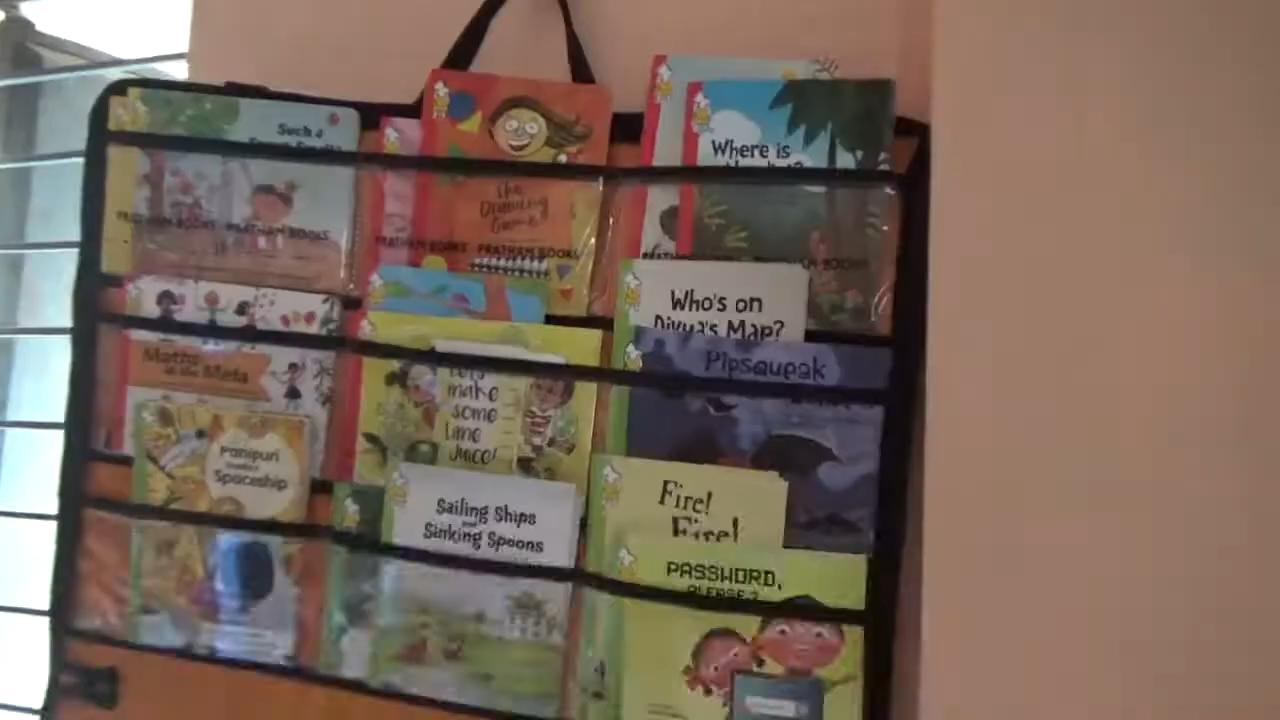 Such a
Where is
The
Drawing
Game
PRATHAM BOOKS PRATHAM BOOKS
PRATHAM BOOKS PRATHAM BOOKS
PRATHAM BOOKS
Who's on
Divya's Map?
Pipsqueak
Maths
at the Mela
Let's
make
some
lime
juice!
Panipuri
Spaceship
Sailing Ships
and
Sinking Spoons
Fire!
Fire!
PASSWORD,
PLEASE?